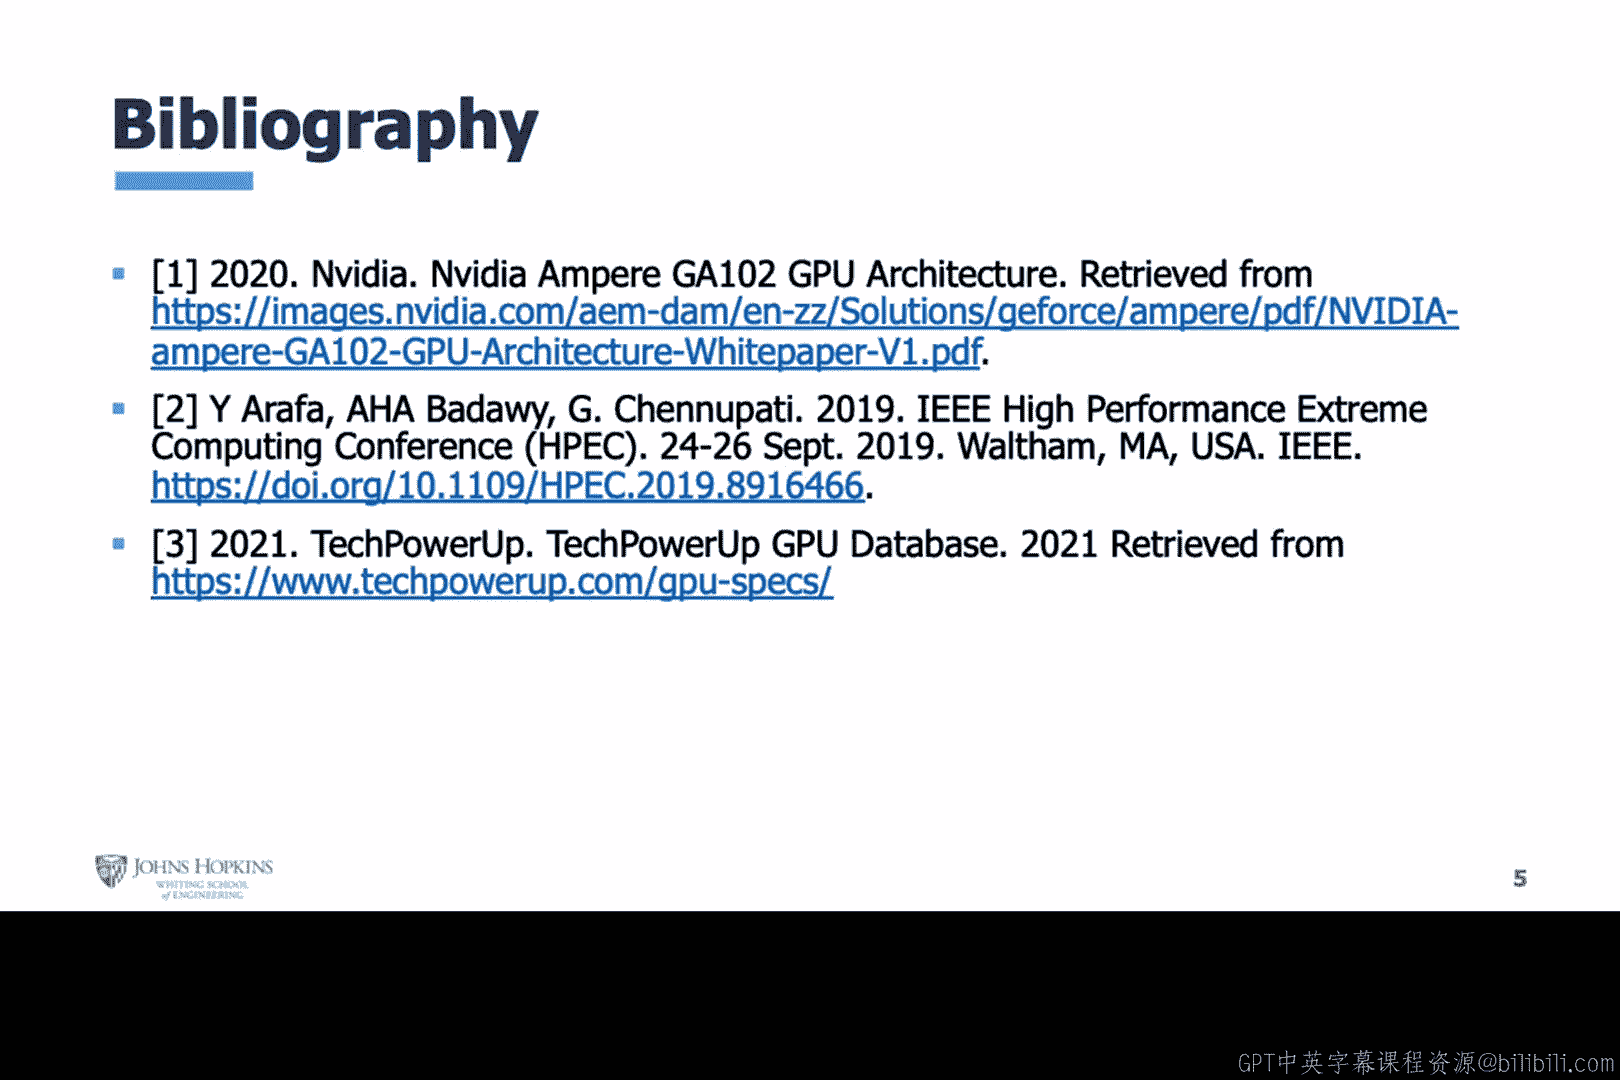 Bibliography
[1] 2020. Nvidia. Nvidia Ampere GA102 GPU Architecture. Retrieved from
https://images.nvidia.com/aem-dam/en-zz/Solutions/geforce/ampere/pdf/NVIDIA-
ampere-GA102-GPU-Architecture-Whitepaper-V1.pdf.
[2] Y Arafa, AHA Badawy, G. Chennupati. 2019. IEEE High Performance Extreme
Computing Conference (HPEC). 24-26 Sept. 2019. Waltham, MA, USA. IEEE.
https://doi.org/10.1109/HPEC.2019.8916466.
[3] 2021. TechPowerUp. TechPowerUp GPU Database. 2021 Retrieved from
https://www.techpowerup.com/gpu-specs/
JOHNS HOPKINS
WHITING SCHOOL
of ENGINEERING
5
GPT中英字幕课程资源@bilibili.com